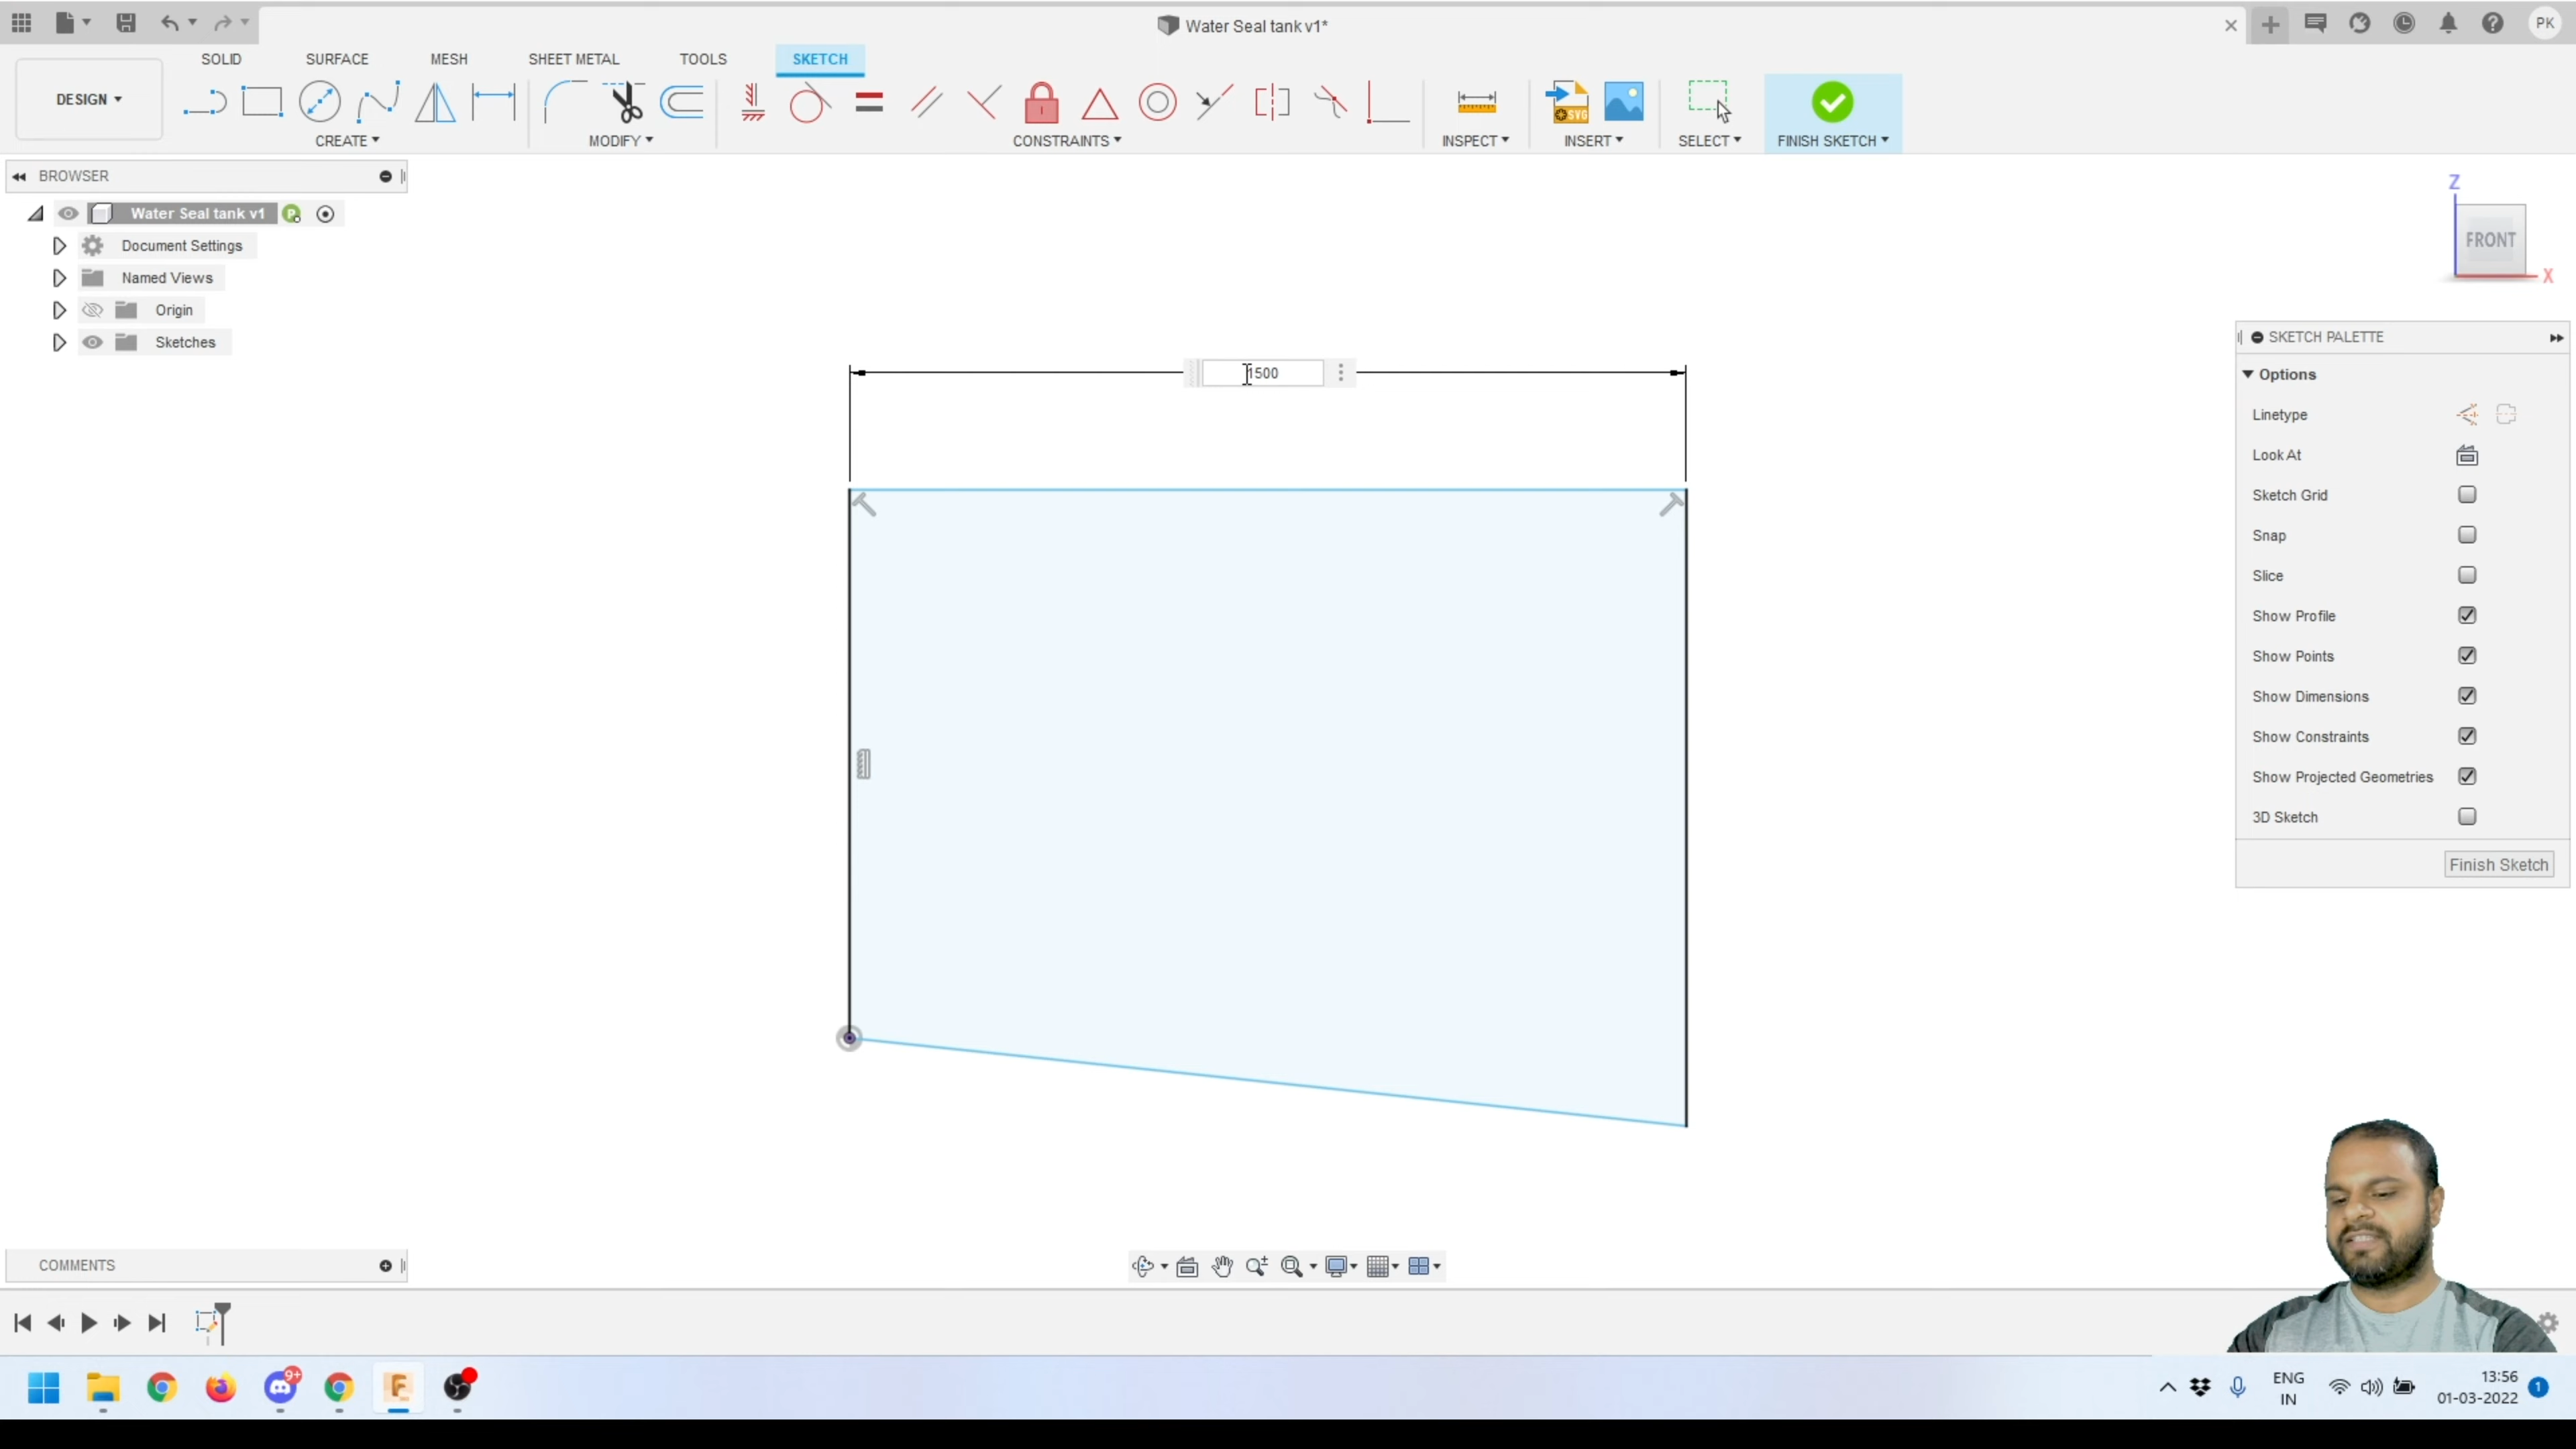 Water Seal tank v1*
PK
SOLID
SURFACE
MESH
SHEET METAL
TOOLS
SKETCH
DESIGN
SVG
CREATE
MODIFY
CONSTRAINTS
INSPECT
INSERT
SELECT
FINISH SKETCH
BROWSER
Water Seal tank v1
P
Document Settings
Named Views
Origin
Sketches
Z
FRONT
X
1500
SKETCH PALETTE
Options
Linetype
Look At
Sketch Grid
Snap
Slice
Show Profile
Show Points
Show Dimensions
Show Constraints
Show Projected Geometries
3D Sketch
Finish Sketch
COMMENTS
9+
F
ENG
IN
13:56
01-03-2022
1